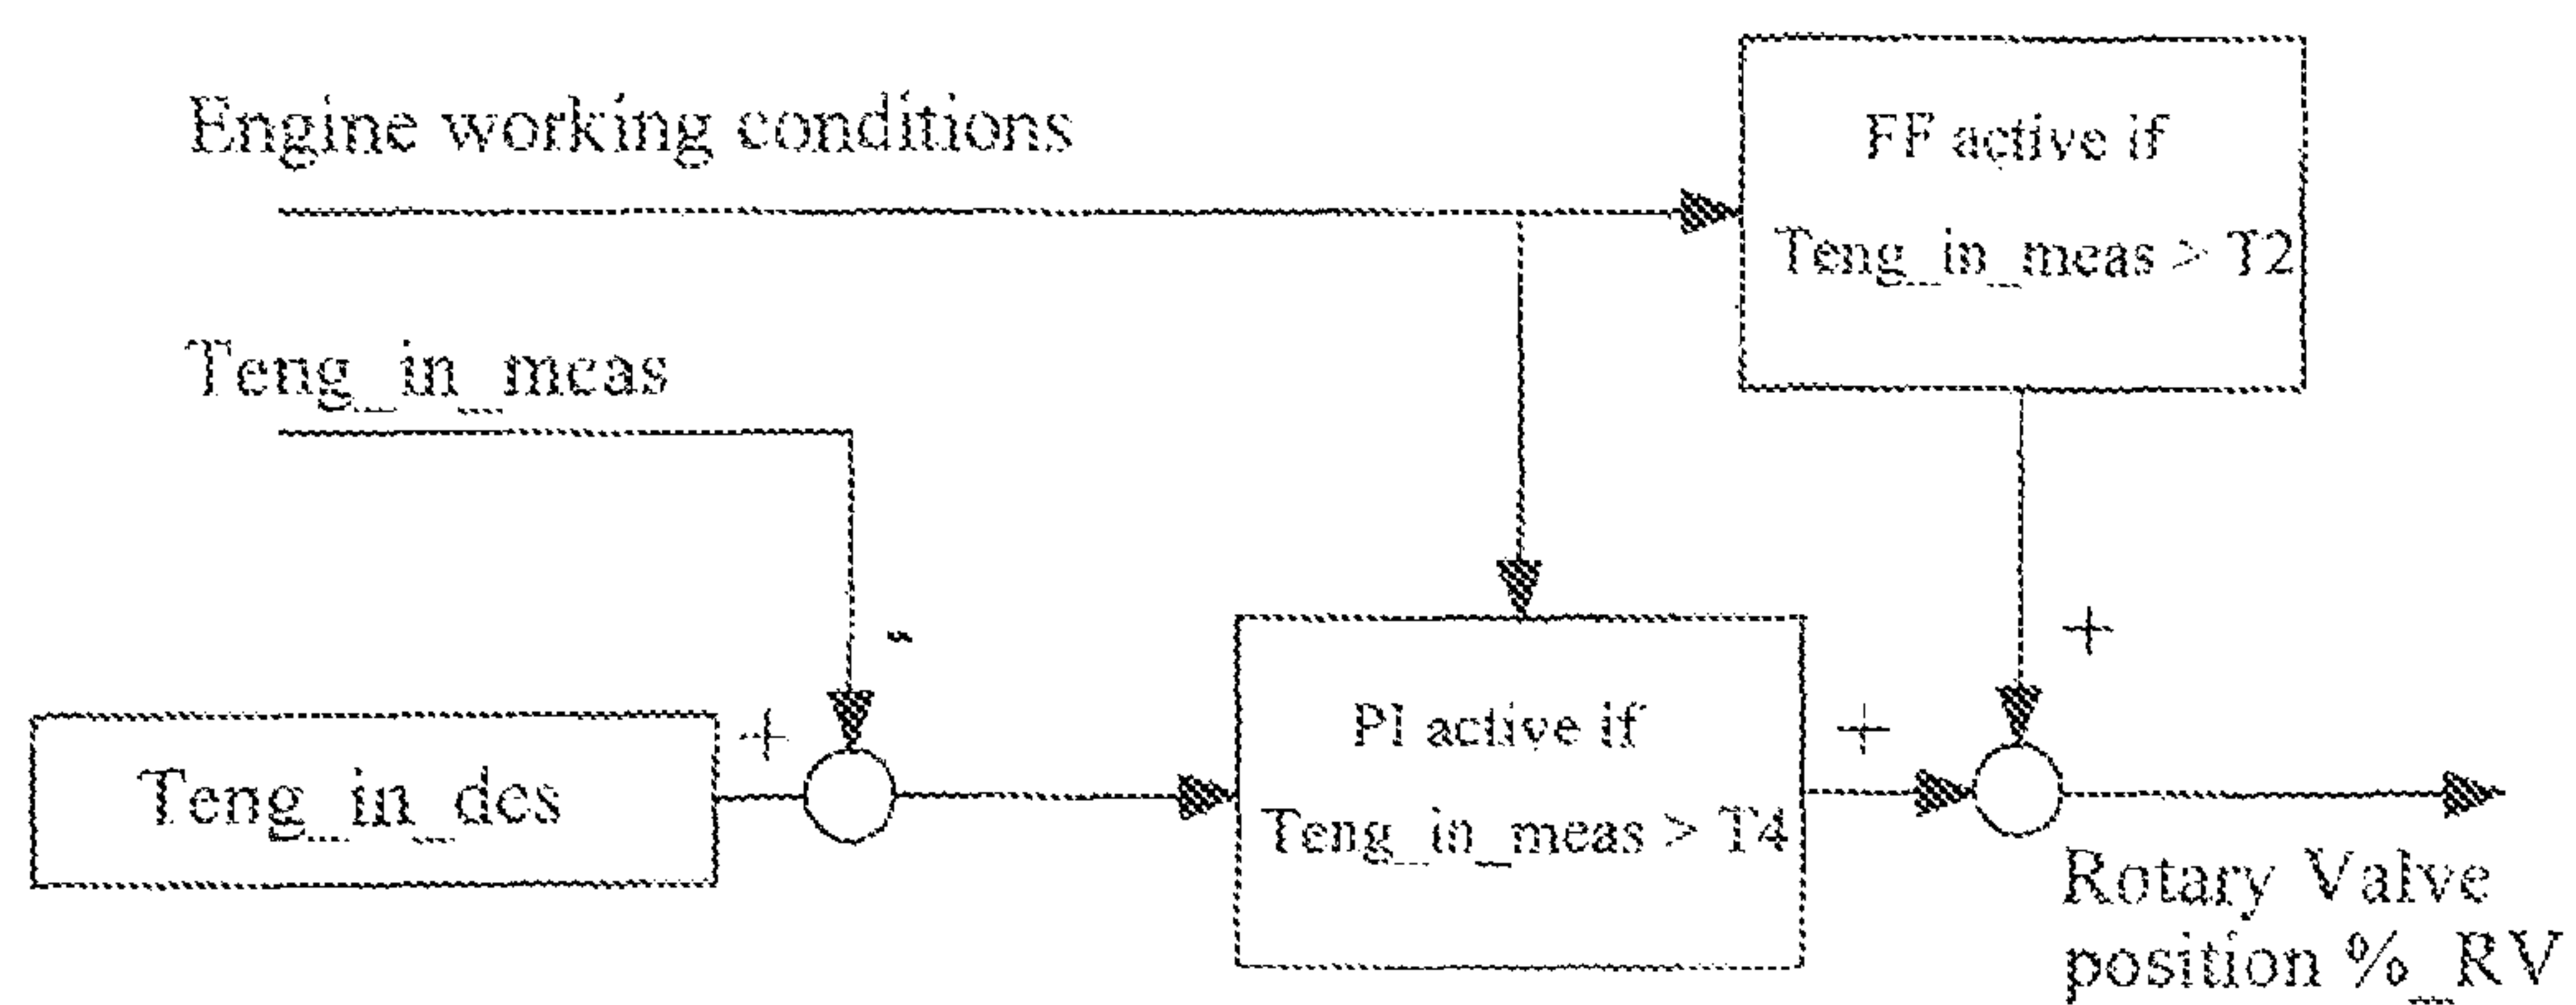 Engine working conditions
FF active if
Teng_in_meas > T2
Teng_in_meas
-
+
Teng_in_des
+
PI active if
Teng_in_meas > T4
+
Rotary Valve
position %_RV